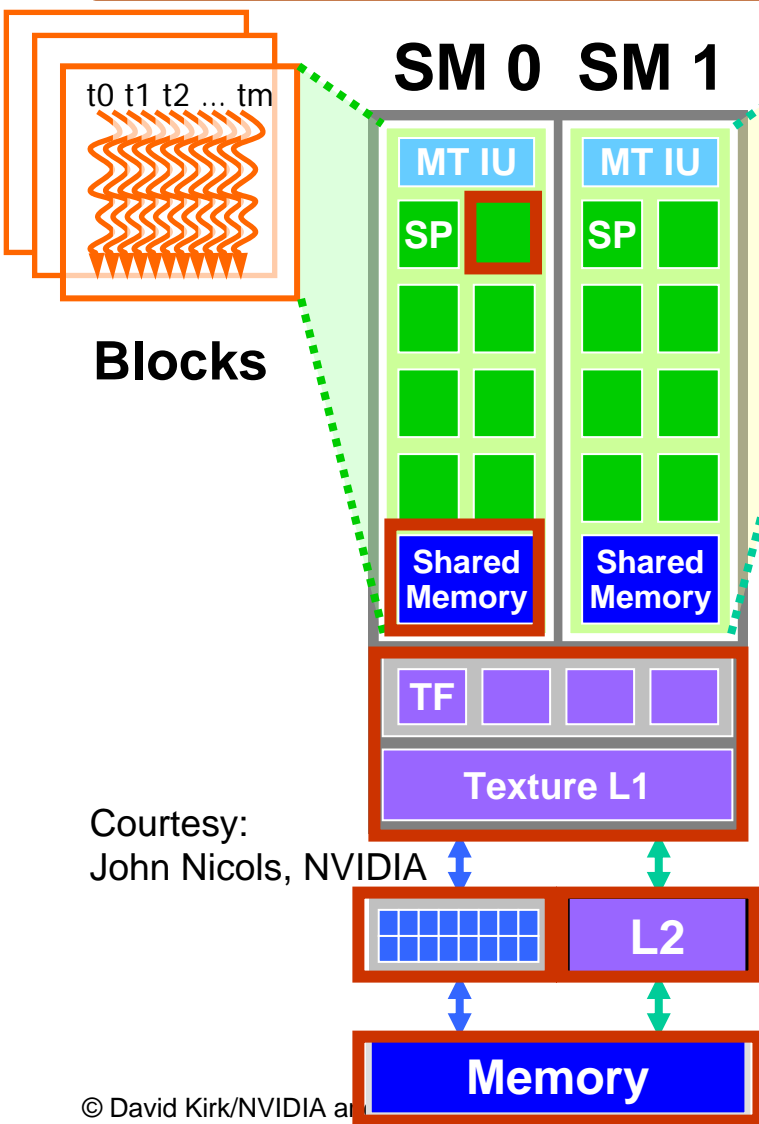 SM 0 SM 1
t0 t1 t2 ... tm
MT IU
MT IU
SP
SP
Blocks
Shared
Memory
Shared
Memory
TF
Texture L1
Courtesy:
John Nicols, NVIDIA
L2
Memory
© David Kirk/NVIDIA